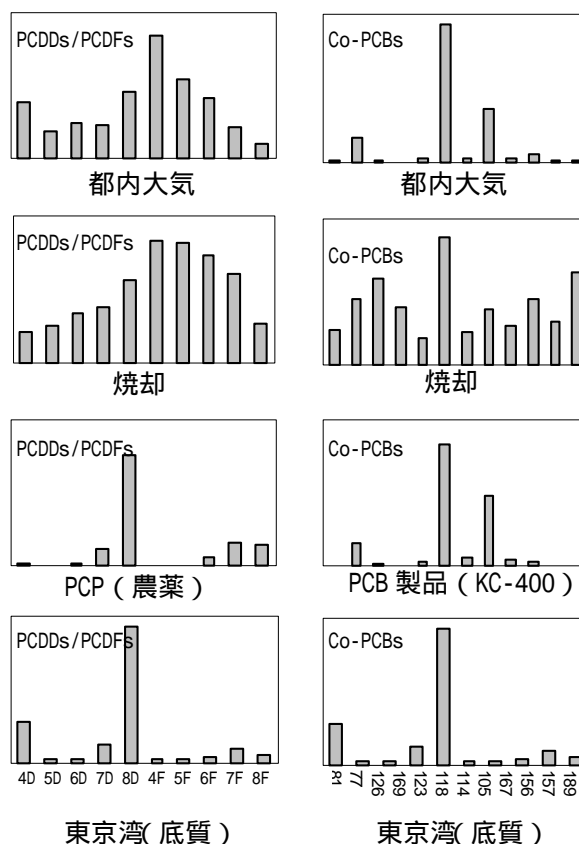 PCDDs/PCDFs
Co-PCBs
都内大気
都内大気
PCDDs/PCDFs
Co-PCBs
焼却
焼却
PCDDs/PCDFs
Co-PCBs
PCP（農薬）
PCB 製品（KC-400）
PCDDs/PCDFs
Co-PCBs
4D 5D 6D 7D 8D 4F 5F 6F 7F 8F
81 77 126 169 123 118 114 105 167 156 157 189
東京湾（底質）
東京湾（底質）